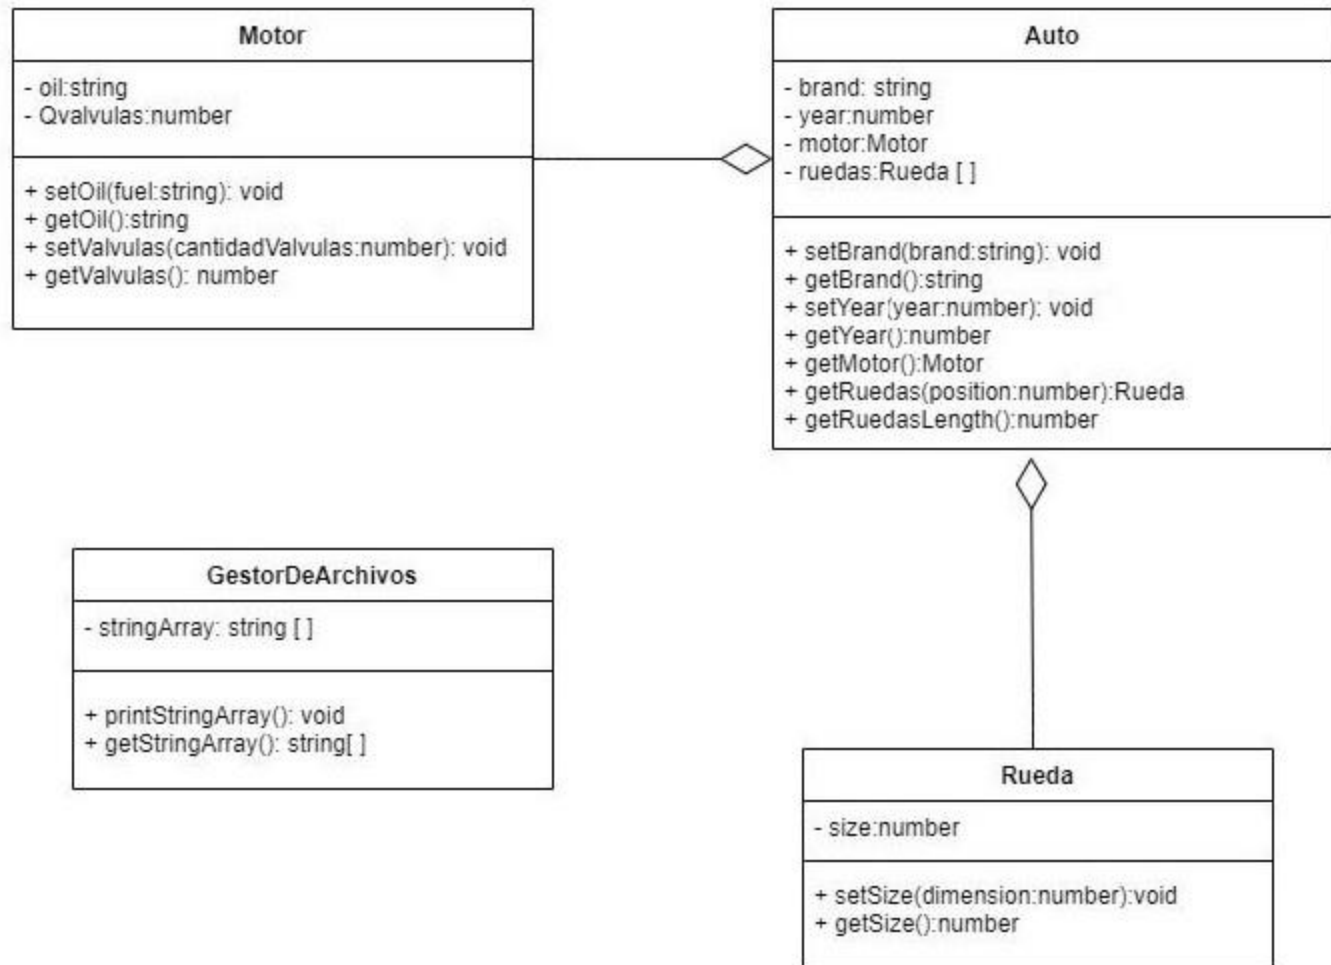 Motor
- oil:string
- Qvalvulas:number
+ setOil(fuel:string): void
+ getOil():string
+ setValvulas(cantidadValvulas:number): void
+ getValvulas(): number
Auto
- brand: string
- year:number
- motor:Motor
- ruedas:Rueda [ ]
+ setBrand(brand:string): void
+ getBrand():string
+ setYear(year:number): void
+ getYear():number
+ getMotor():Motor
+ getRuedas(position:number):Rueda
+ getRuedasLength():number
GestorDeArchivos
- stringArray: string [ ]
+ printStringArray(): void
+ getStringArray(): string[ ]
Rueda
- size:number
+ setSize(dimension:number):void
+ getSize():number